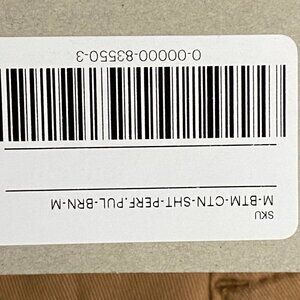 SKU
M-BTM-CTN-SHT-PERF.PUL-BRN-M
0-00000-83550-3